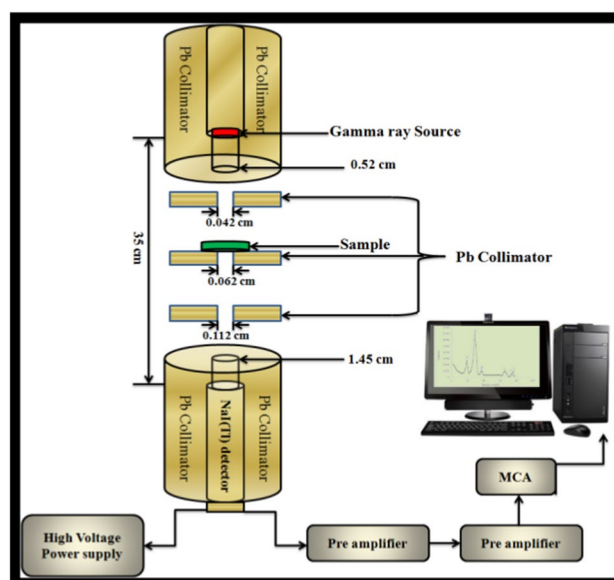 Pb Collimator
Pb Collimator
Gamma ray Source
0.52 cm
0.042 cm
35 cm
Sample
Pb Collimator
0.062 cm
0.112 cm
1.45 cm
Pb Collimator
NaI(Tl) detector
Pb Collimator
MCA
High Voltage
Power supply
Pre amplifier
Pre amplifier